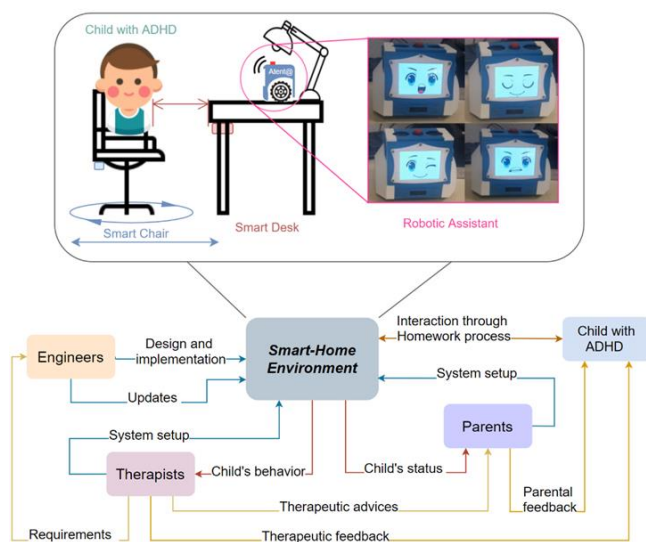 Child with ADHD
Atent@
Smart Chair
Smart Desk
Robotic Assistant
Engineers
Design and
implementation
Updates
Smart-Home
Environment
Interaction through
Homework process
Child with
ADHD
System setup
Parents
System setup
Therapists
Child's behavior
Child's status
Therapeutic advices
Parental
feedback
Requirements
Therapeutic feedback